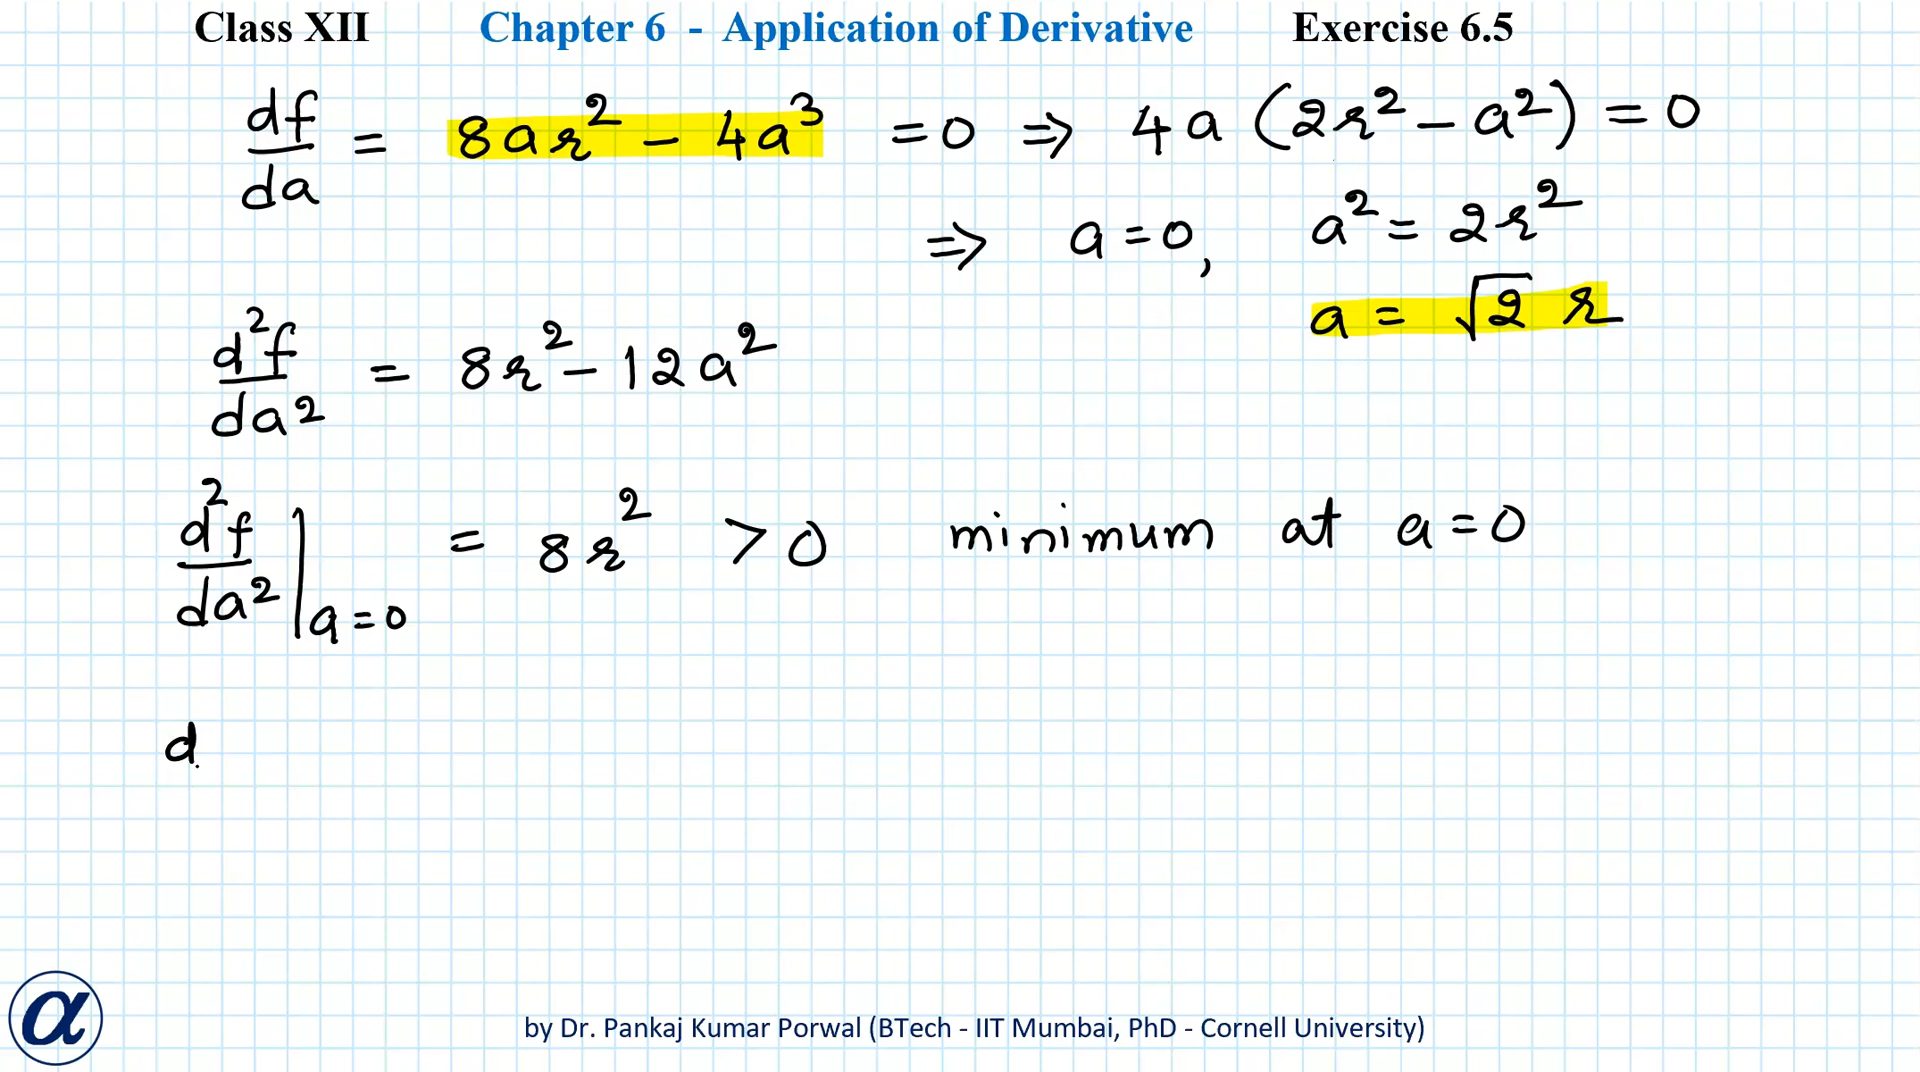 Class XII Chapter 6 - Application of Derivative Exercise 6.5
df/da = 8ar² - 4a³ = 0 ⇒ 4a (2r² - a²) = 0
⇒ a = 0, a² = 2r²
a = √2 r
d²f/da² = 8r² - 12a²
d²f/da² |a=0 = 8r² > 0 minimum at a = 0
d
α
by Dr. Pankaj Kumar Porwal (BTech - IIT Mumbai, PhD - Cornell University)